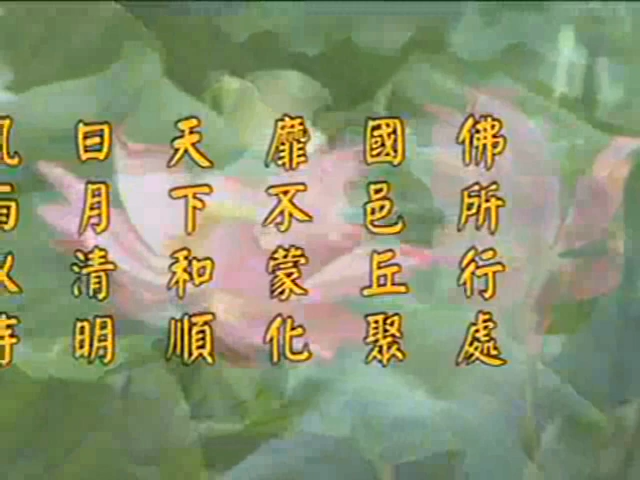 佛所行處
國邑丘聚
靡不蒙化
天下和順
日月清明